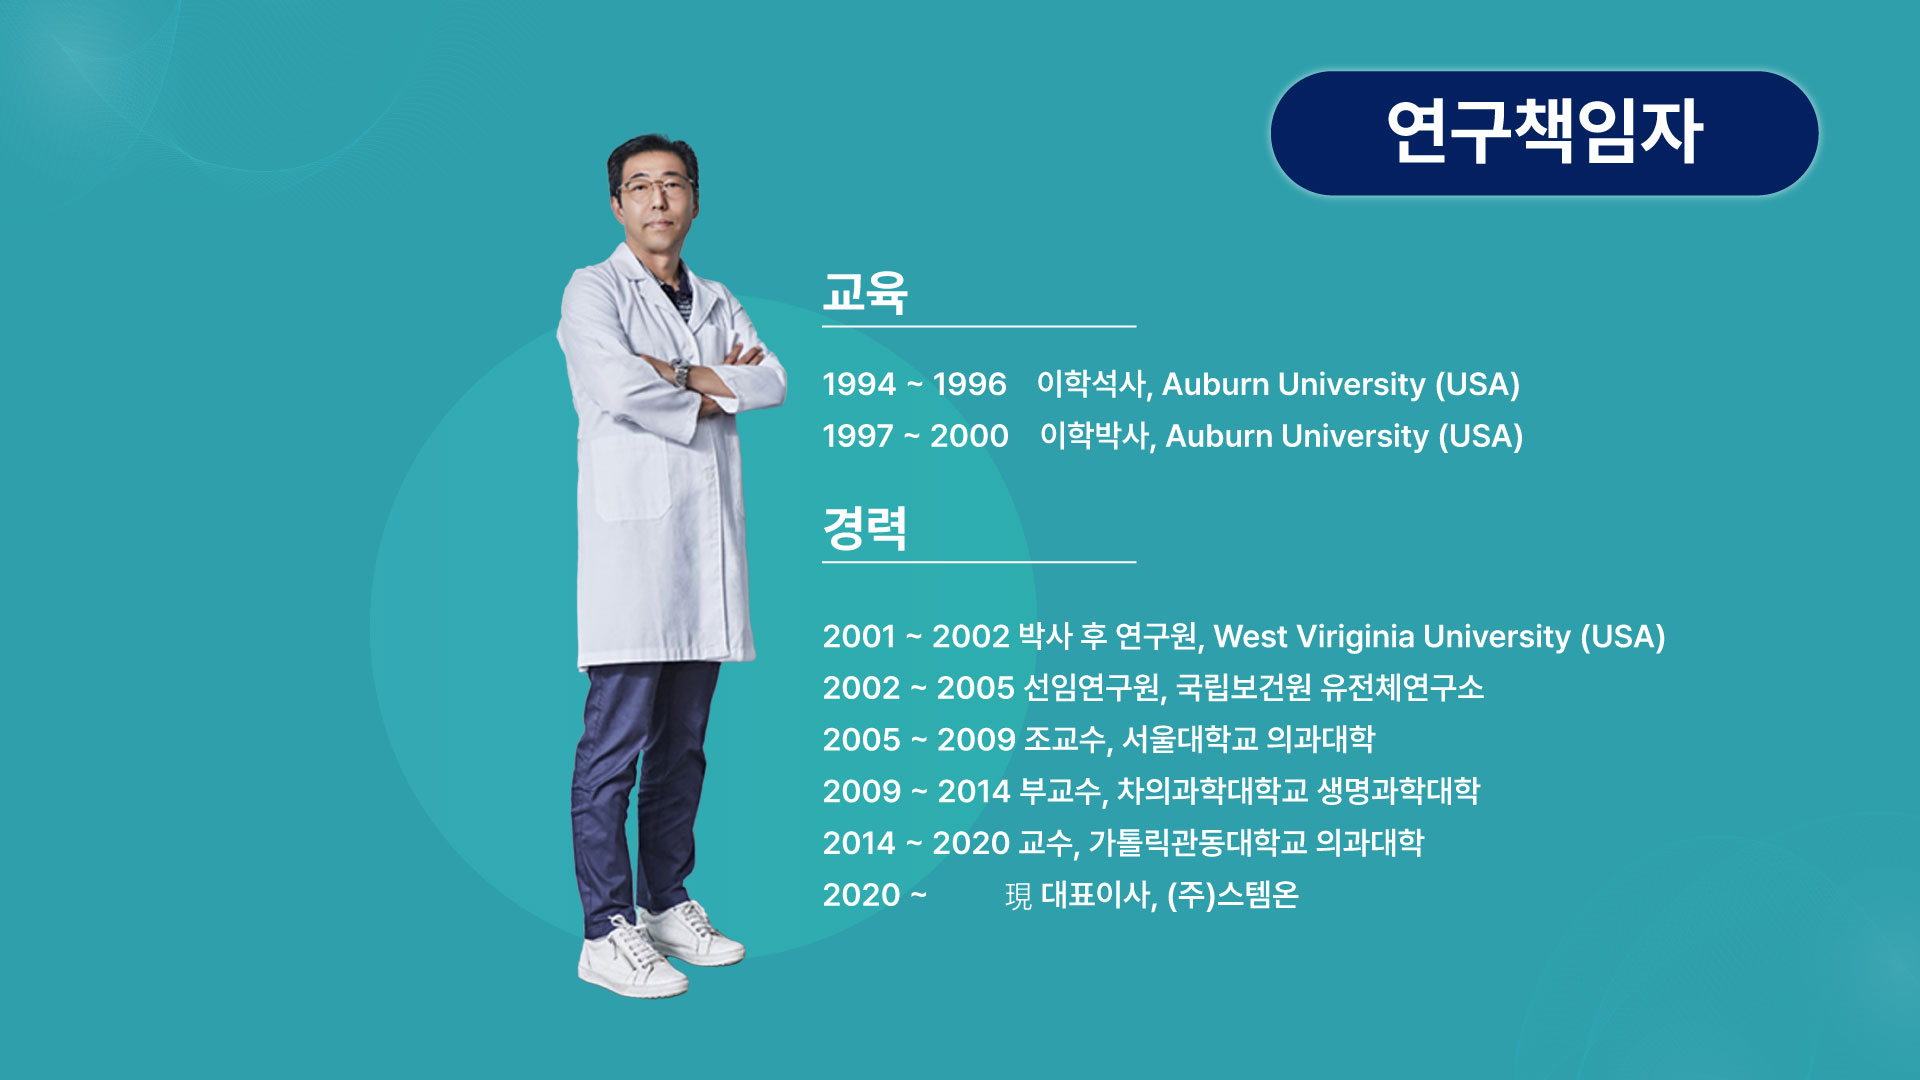 연구책임자
교육
1994 ~ 1996 이학석사, Auburn University (USA)
1997 ~ 2000 이학박사, Auburn University (USA)
경력
2001 ~ 2002 박사 후 연구원, West Viriginia University (USA)
2002 ~ 2005 선임연구원, 국립보건원 유전체연구소
2005 ~ 2009 조교수, 서울대학교 의과대학
2009 ~ 2014 부교수, 차의과학대학교 생명과학대학
2014 ~ 2020 교수, 가톨릭관동대학교 의과대학
2020 ~ 現 대표이사, (주)스템온